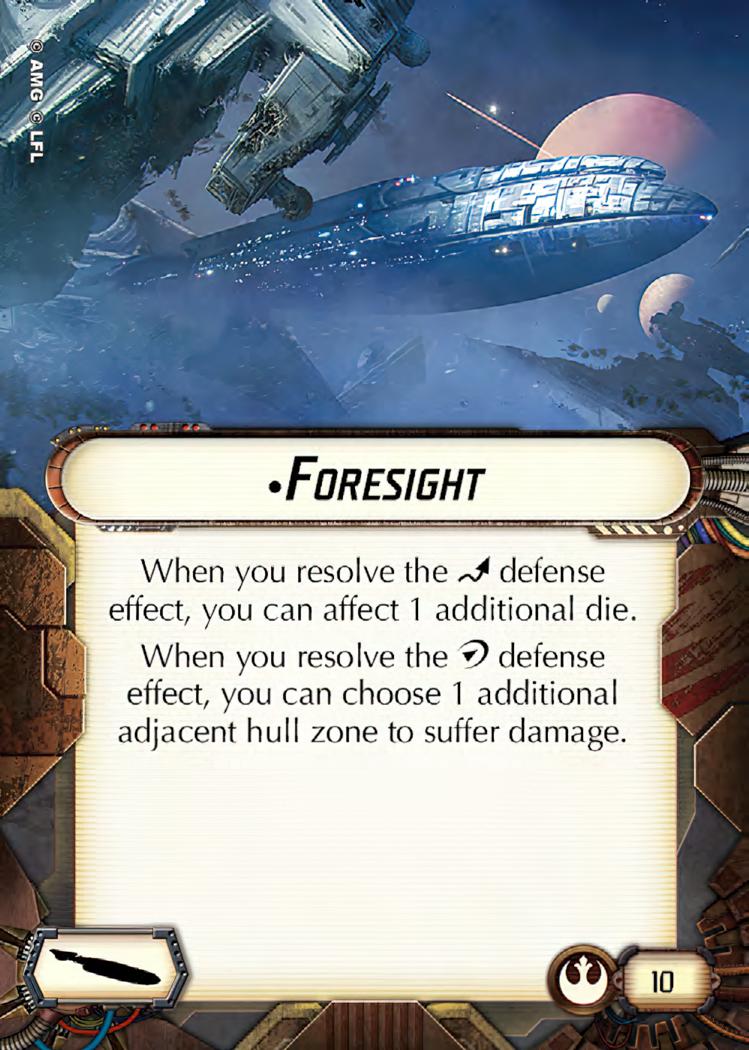 © AMG © LFL
•Foresight
When you resolve the defense
effect, you can affect 1 additional die.
When you resolve the defense
effect, you can choose 1 additional
adjacent hull zone to suffer damage.
10